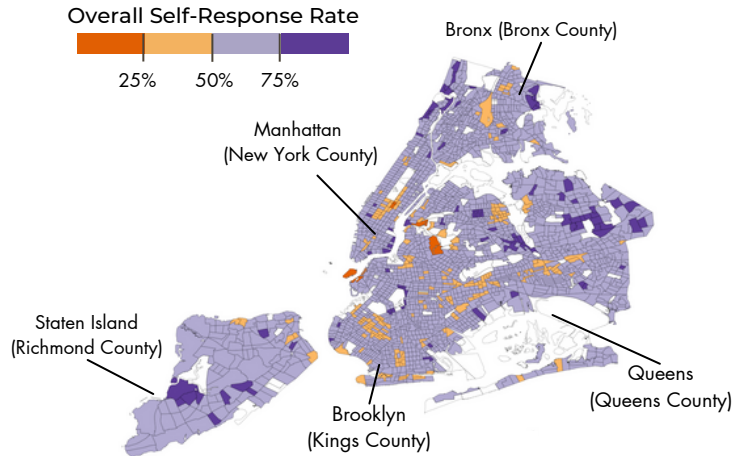 Overall Self-Response Rate
25% 50% 75%
Bronx (Bronx County)
Manhattan
(New York County)
Staten Island
(Richmond County)
Queens
(Queens County)
Brooklyn
(Kings County)